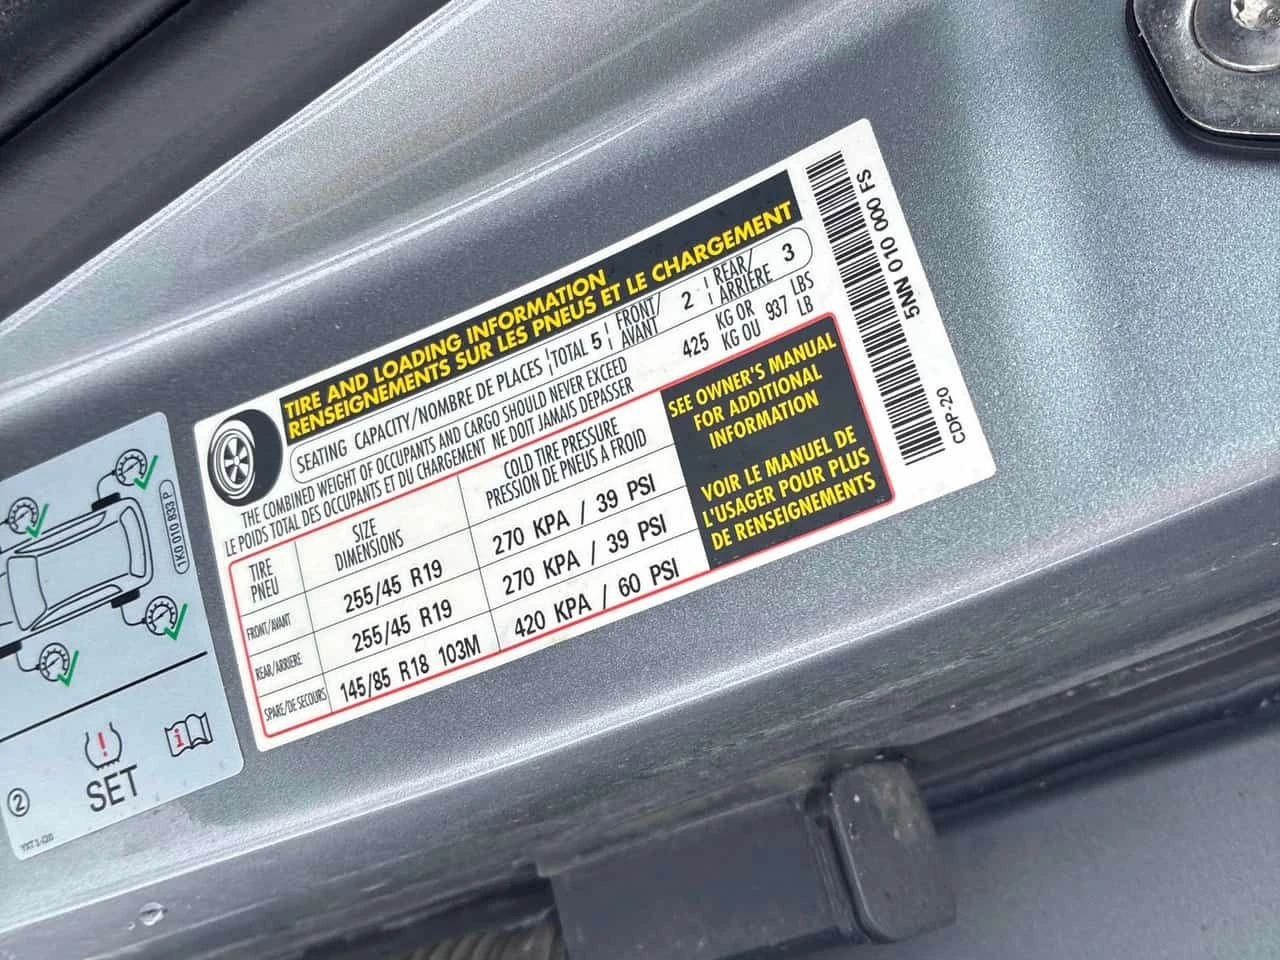 TIRE AND LOADING INFORMATION
RENSEIGNEMENTS SUR LES PNEUS ET LE CHARGEMENT
SEATING CAPACITY/NOMBRE DE PLACES TOTAL 5 FRONT/AVANT 2 REAR/ARRIÈRE 3
THE COMBINED WEIGHT OF OCCUPANTS AND CARGO SHOULD NEVER EXCEED 425 KG OR 937 LBS
LE POIDS TOTAL DES OCCUPANTS ET DU CHARGEMENT NE DOIT JAMAIS DEPASSER KG OU LB
TIRE
PNEU
SIZE
DIMENSIONS
COLD TIRE PRESSURE
PRESSION DE PNEUS À FROID
FRONT/AVANT 255/45 R19 270 KPA / 39 PSI
REAR/ARRIERE 255/45 R19 270 KPA / 39 PSI
SPARE/DE SECOURS 145/85 R18 103M 420 KPA / 60 PSI
SEE OWNER'S MANUAL
FOR ADDITIONAL
INFORMATION
VOIR LE MANUEL DE
L'USAGER POUR PLUS
DE RENSEIGNEMENTS
5NN 010 000 FS
CDP-20
1K0 010 833 P
! i
② SET